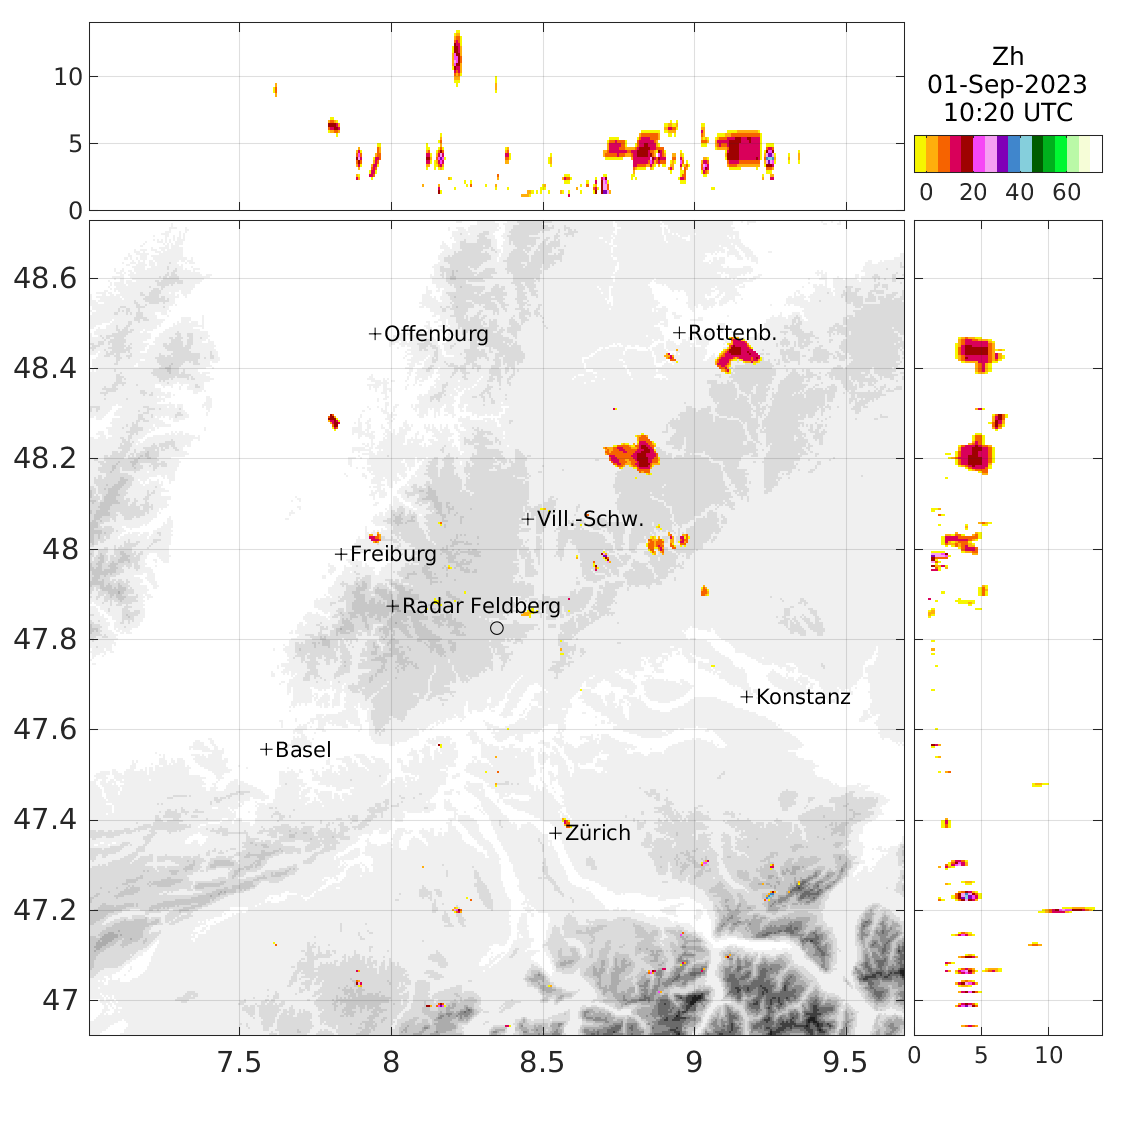 Zh
01-Sep-2023
10:20 UTC
0 20 40 60
10
5
0
48.6
48.4
48.2
48
47.8
47.6
47.4
47.2
47
Offenburg
Rottenb.
Vill.-Schw.
Freiburg
Radar Feldberg
Konstanz
Basel
Zürich
7.5 8 8.5 9 9.5
0 5 10